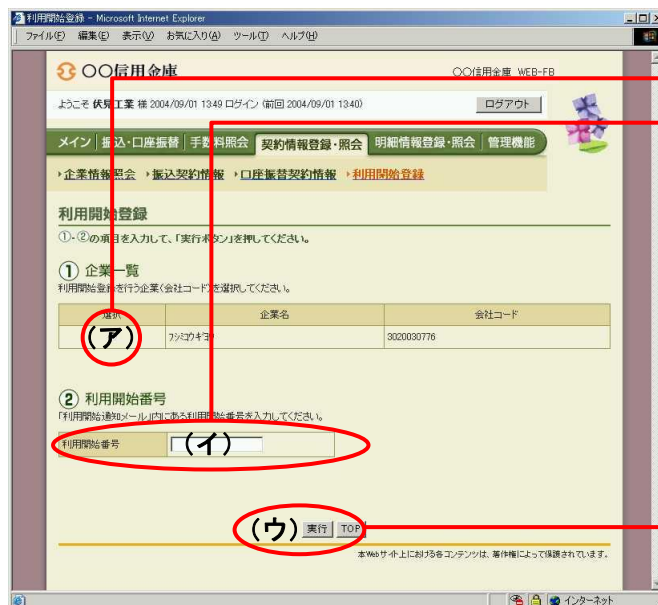 利用開始登録 - Microsoft Internet Explorer
ファイル(F) 編集(E) 表示(V) お気に入り(A) ツール(T) ヘルプ(H)
〇〇信用金庫
〇〇信用金庫 WEB-FB
ようこそ 伏見工業 様 2004/09/01 13:49 ログイン (前回 2004/09/01 13:40)
ログアウト
メイン 振込・口座振替 手数料照会 契約情報登録・照会 明細情報登録・照会 管理機能
企業情報照会 振込契約情報 口座振替契約情報 利用開始登録
利用開始登録
①-②の項目を入力して、「実行ボタン」を押してください。
① 企業一覧
利用開始登録を行う企業(会社コード)を選択してください。
選択 企業名 会社コード
(ア) フシミコウギヨウ 3020030776
② 利用開始番号
「利用開始通知メール」内にある利用開始番号を入力してください。
利用開始番号 (イ)
(ウ) 実行 TOP
本Webサイト上における各コンテンツは、著作権によって保護されています。
インターネット